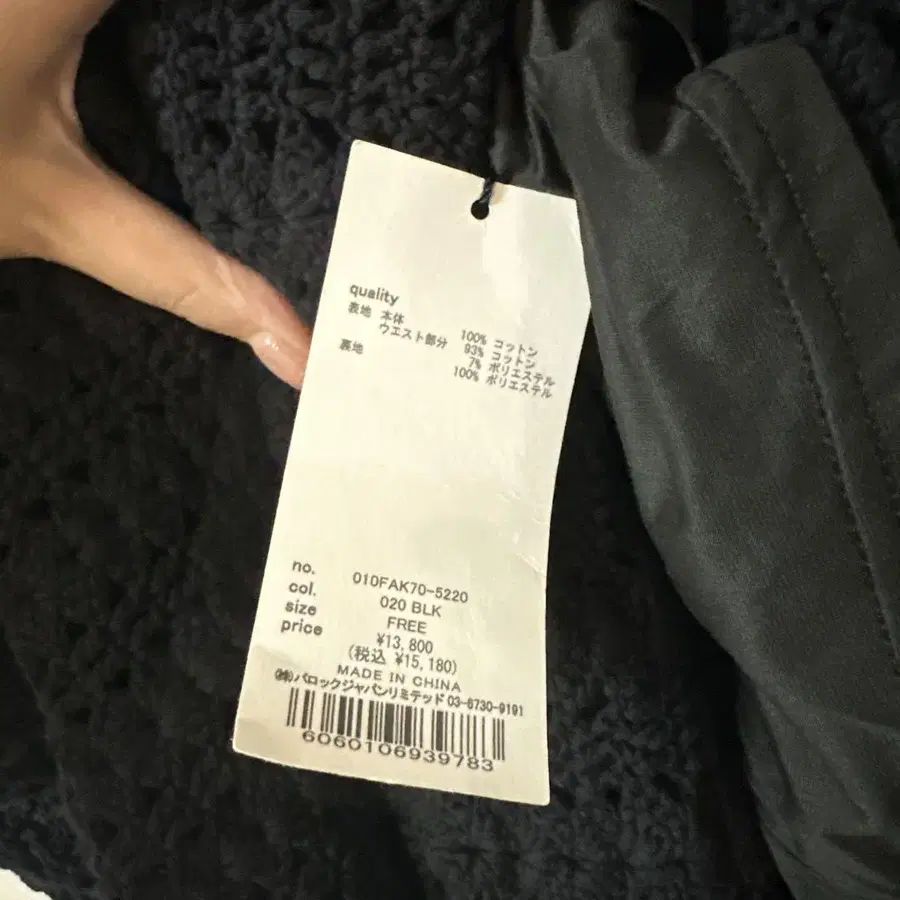 quality
表地 本体 100% コットン
ウエスト部分 93% コットン
7% ポリエステル
裏地 100% ポリエステル
no. 010FAK70-5220
col. 020 BLK
size FREE
price ¥13,800
(税込 ¥15,180)
MADE IN CHINA
㈱バロックジャパンリミテッド 03-6730-9191
6060106939783